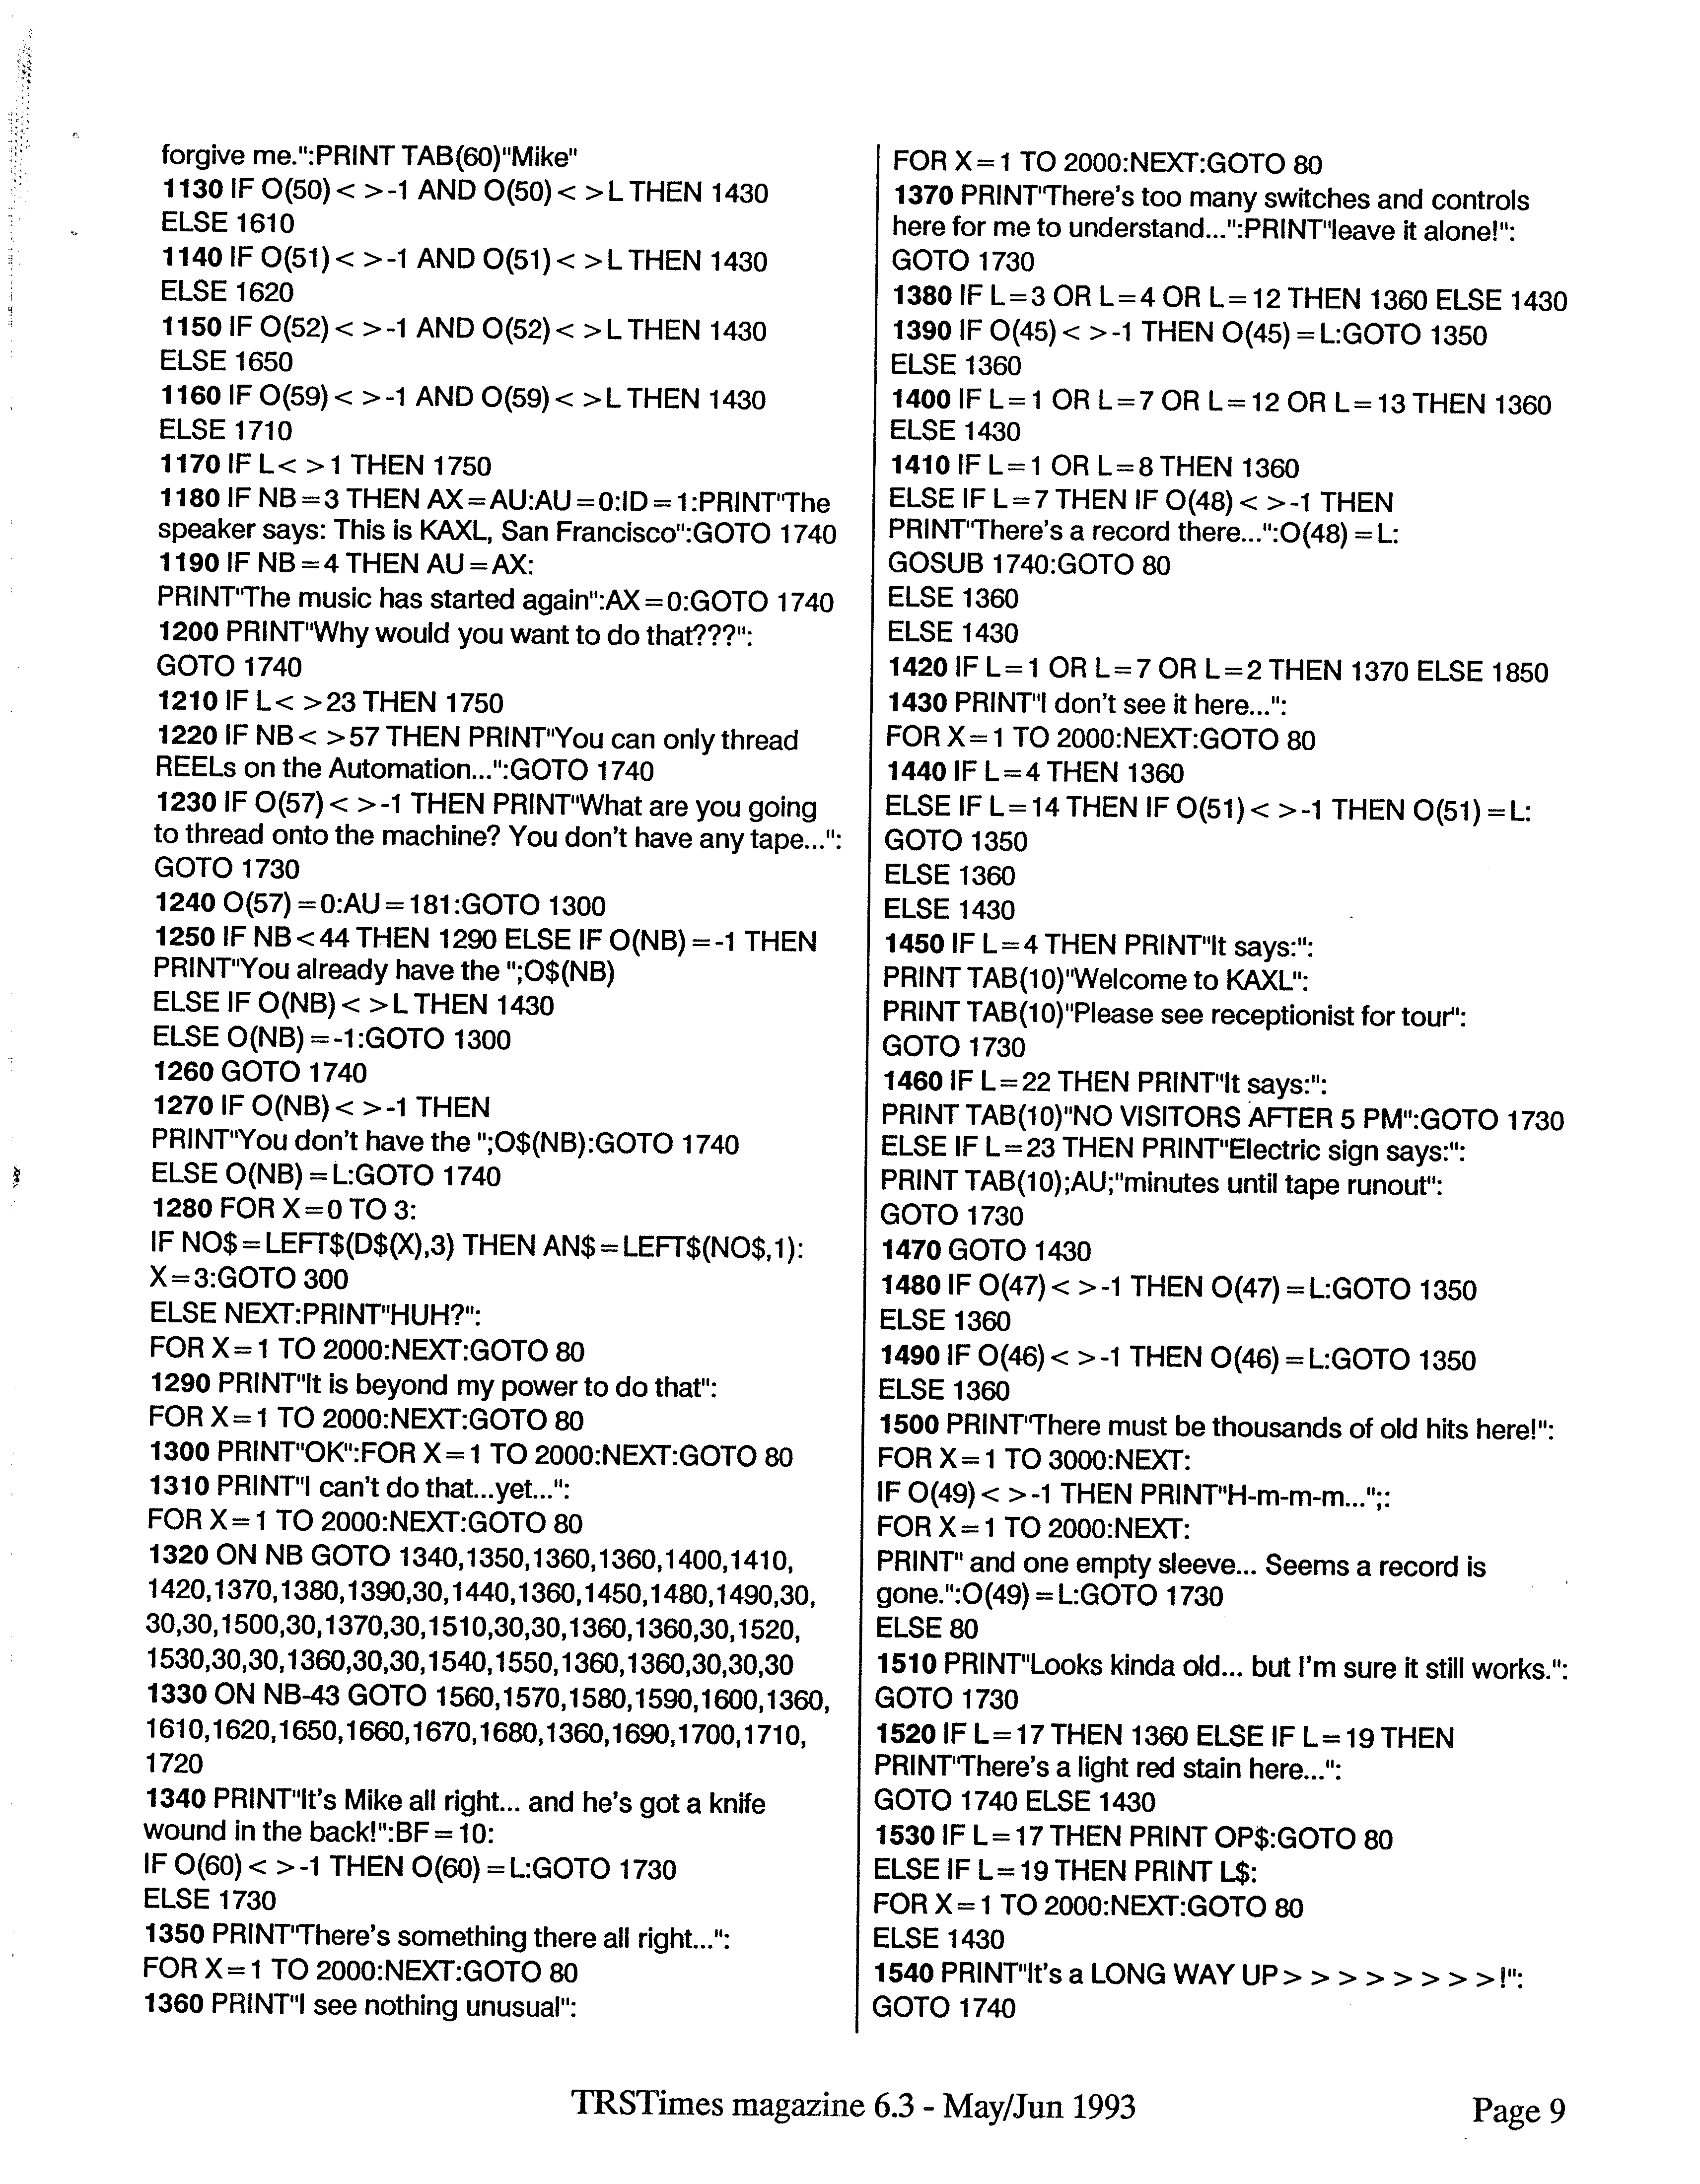 forgive me.":PRINT TAB(60)"Mike"
1130 IF O(50)< >-1 AND O(50)< >L THEN 1430
ELSE 1610
1140 IF O(51)< >-1 AND O(51)< >L THEN 1430
ELSE 1620
1150 IF O(52)< >-1 AND O(52)< >L THEN 1430
ELSE 1650
1160 IF O(59)< >-1 AND O(59)< >L THEN 1430
ELSE 1710
1170 IF L< >1 THEN 1750
1180 IF NB=3 THEN AX=AU:AU=0:ID=1:PRINT"The
speaker says: This is KAXL, San Francisco":GOTO 1740
1190 IF NB=4 THEN AU=AX:
PRINT"The music has started again":AX=0:GOTO 1740
1200 PRINT"Why would you want to do that???":
GOTO 1740
1210 IF L< >23 THEN 1750
1220 IF NB< >57 THEN PRINT"You can only thread
REELs on the Automation...":GOTO 1740
1230 IF O(57)< >-1 THEN PRINT"What are you going
to thread onto the machine? You don't have any tape...":
GOTO 1730
1240 O(57)=0:AU=181:GOTO 1300
1250 IF NB<44 THEN 1290 ELSE IF O(NB)=-1 THEN
PRINT"You already have the ";O$(NB)
ELSE IF O(NB)< >L THEN 1430
ELSE O(NB)=-1:GOTO 1300
1260 GOTO 1740
1270 IF O(NB)< >-1 THEN
PRINT"You don't have the ";O$(NB):GOTO 1740
ELSE O(NB)=L:GOTO 1740
1280 FOR X=0 TO 3:
IF NO$=LEFT$(D$(X),3) THEN AN$=LEFT$(NO$,1):
X=3:GOTO 300
ELSE NEXT:PRINT"HUH?":
FOR X=1 TO 2000:NEXT:GOTO 80
1290 PRINT"It is beyond my power to do that":
FOR X=1 TO 2000:NEXT:GOTO 80
1300 PRINT"OK":FOR X=1 TO 2000:NEXT:GOTO 80
1310 PRINT"I can't do that...yet...":
FOR X=1 TO 2000:NEXT:GOTO 80
1320 ON NB GOTO 1340,1350,1360,1360,1400,1410,
1420,1370,1380,1390,30,1440,1360,1450,1480,1490,30,
30,30,1500,30,1370,30,1510,30,30,1360,1360,30,1520,
1530,30,30,1360,30,30,1540,1550,1360,1360,30,30,30
1330 ON NB-43 GOTO 1560,1570,1580,1590,1600,1360,
1610,1620,1650,1660,1670,1680,1360,1690,1700,1710,
1720
1340 PRINT"It's Mike all right... and he's got a knife
wound in the back!":BF=10:
IF O(60)< >-1 THEN O(60)=L:GOTO 1730
ELSE 1730
1350 PRINT"There's something there all right...":
FOR X=1 TO 2000:NEXT:GOTO 80
1360 PRINT"I see nothing unusual":
FOR X=1 TO 2000:NEXT:GOTO 80
1370 PRINT"There's too many switches and controls
here for me to understand...":PRINT"leave it alone!":
GOTO 1730
1380 IF L=3 OR L=4 OR L=12 THEN 1360 ELSE 1430
1390 IF O(45)< >-1 THEN O(45)=L:GOTO 1350
ELSE 1360
1400 IF L=1 OR L=7 OR L=12 OR L=13 THEN 1360
ELSE 1430
1410 IF L=1 OR L=8 THEN 1360
ELSE IF L=7 THEN IF O(48)< >-1 THEN
PRINT"There's a record there...":O(48)=L:
GOSUB 1740:GOTO 80
ELSE 1360
ELSE 1430
1420 IF L=1 OR L=7 OR L=2 THEN 1370 ELSE 1850
1430 PRINT"I don't see it here...":
FOR X=1 TO 2000:NEXT:GOTO 80
1440 IF L=4 THEN 1360
ELSE IF L=14 THEN IF O(51)< >-1 THEN O(51)=L:
GOTO 1350
ELSE 1360
ELSE 1430
1450 IF L=4 THEN PRINT"It says:":
PRINT TAB(10)"Welcome to KAXL":
PRINT TAB(10)"Please see receptionist for tour":
GOTO 1730
1460 IF L=22 THEN PRINT"It says:":
PRINT TAB(10)"NO VISITORS AFTER 5 PM":GOTO 1730
ELSE IF L=23 THEN PRINT"Electric sign says:":
PRINT TAB(10);AU;"minutes until tape runout":
GOTO 1730
1470 GOTO 1430
1480 IF O(47)< >-1 THEN O(47)=L:GOTO 1350
ELSE 1360
1490 IF O(46)< >-1 THEN O(46)=L:GOTO 1350
ELSE 1360
1500 PRINT"There must be thousands of old hits here!":
FOR X=1 TO 3000:NEXT:
IF O(49)< >-1 THEN PRINT"H-m-m-m...";:
FOR X=1 TO 2000:NEXT:
PRINT" and one empty sleeve... Seems a record is
gone.":O(49)=L:GOTO 1730
ELSE 80
1510 PRINT"Looks kinda old... but I'm sure it still works.":
GOTO 1730
1520 IF L=17 THEN 1360 ELSE IF L=19 THEN
PRINT"There's a light red stain here...":
GOTO 1740 ELSE 1430
1530 IF L=17 THEN PRINT OP$:GOTO 80
ELSE IF L=19 THEN PRINT L$:
FOR X=1 TO 2000:NEXT:GOTO 80
ELSE 1430
1540 PRINT"It's a LONG WAY UP> > > > > > > >!":
GOTO 1740
TRSTimes magazine 6.3 - May/Jun 1993
Page 9